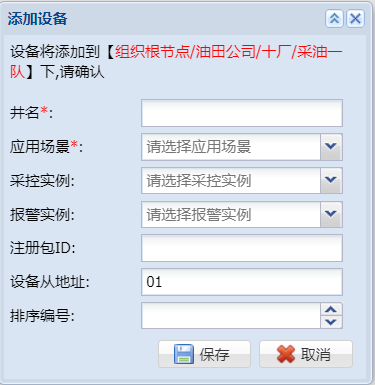 添加设备
设备将添加到【组织根节点/油田公司/十厂/采油一
队】下,请确认
井名*:
应用场景*: 请选择应用场景
采控实例: 请选择采控实例
报警实例: 请选择报警实例
注册包ID:
设备从地址: 01
排序编号:
保存 取消